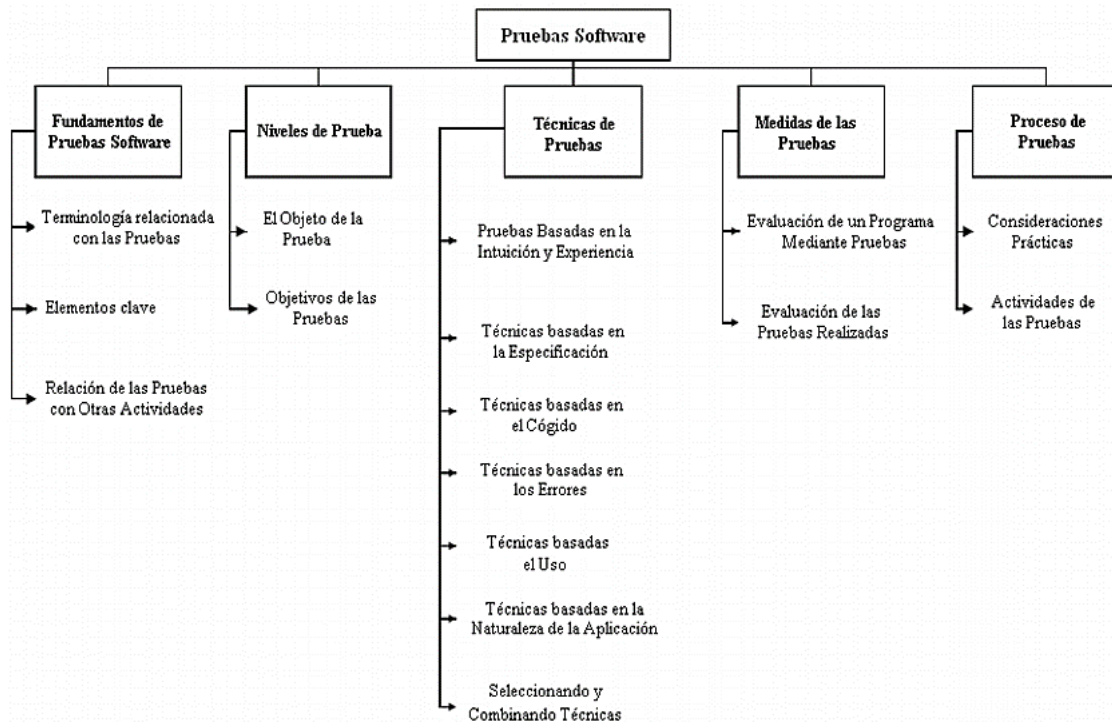 Pruebas Software
Fundamentos de
Pruebas Software
Terminología relacionada
con las Pruebas
Elementos clave
Relación de las Pruebas
con Otras Actividades
Niveles de Prueba
El Objeto de la
Prueba
Objetivos de las
Pruebas
Técnicas de
Pruebas
Pruebas Basadas en la
Intuición y Experiencia
Técnicas basadas en
la Especificación
Técnicas basadas en
el Cógido
Técnicas basadas en
los Errores
Técnicas basadas
el Uso
Técnicas basadas en la
Naturaleza de la Aplicación
Seleccionando y
Combinando Técnicas
Medidas de las
Pruebas
Evaluación de un Programa
Mediante Pruebas
Evaluación de las
Pruebas Realizadas
Proceso de
Pruebas
Consideraciones
Prácticas
Actividades de
las Pruebas